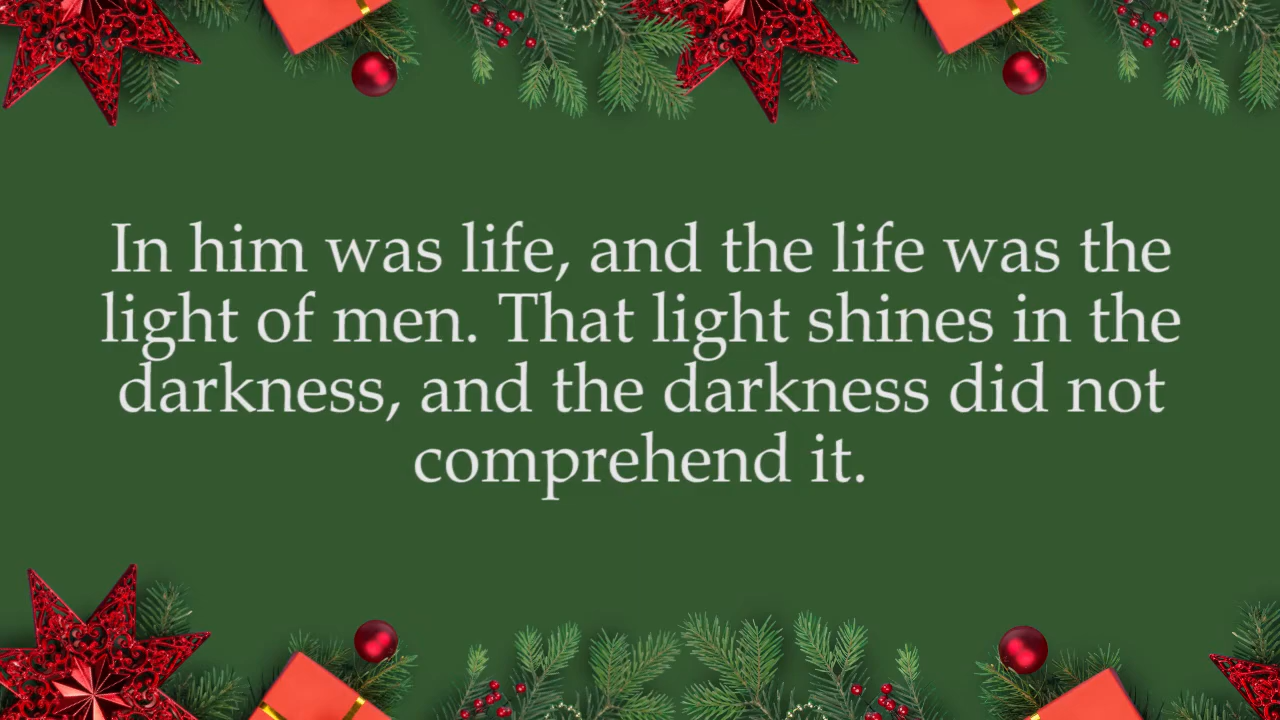 In him was life, and the life was the
light of men. That light shines in the
darkness, and the darkness did not
comprehend it.